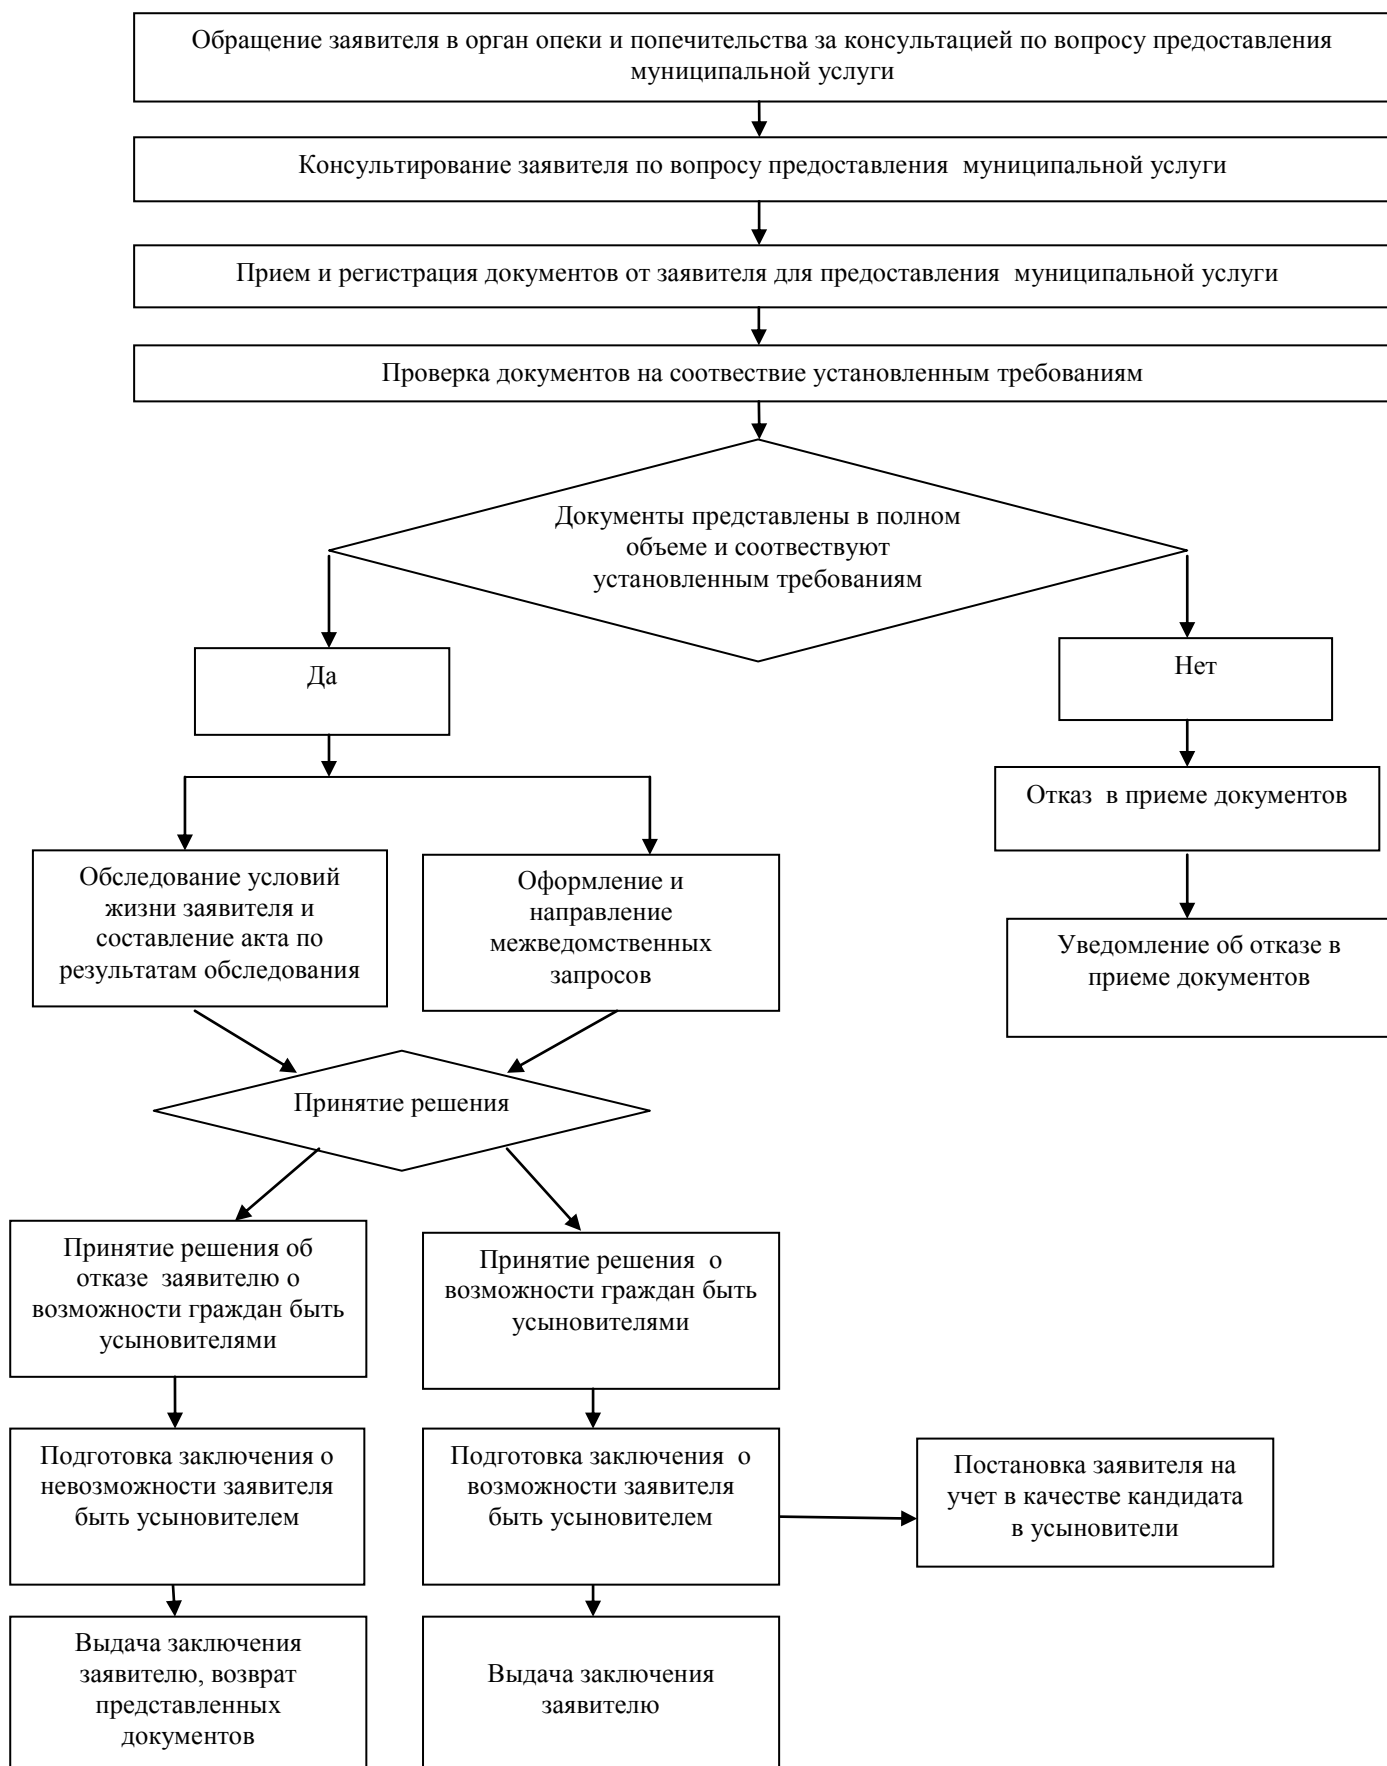 Обращение заявителя в орган опеки и попечительства за консультацией по вопросу предоставления
муниципальной услуги
Консультирование заявителя по вопросу предоставления  муниципальной услуги
Прием и регистрация документов от заявителя для предоставления  муниципальной услуги
Проверка документов на соотвествие установленным требованиям
Документы представлены в полном
объеме и соотвествуют
установленным требованиям
Да
Нет
Отказ  в приеме документов
Обследование условий
жизни заявителя и
составление акта по
результатам обследования
Оформление и
направление
межведомственных
запросов
Уведомление об отказе в
приеме документов
Принятие решения
Принятие решения об
отказе  заявителю о
возможности граждан быть
усыновителями
Принятие решения  о
возможности граждан быть
усыновителями
Подготовка заключения о
невозможности заявителя
быть усыновителем
Подготовка заключения  о
возможности заявителя
быть усыновителем
Постановка заявителя на
учет в качестве кандидата
в усыновители
Выдача заключения
заявителю, возврат
представленных
документов
Выдача заключения
заявителю